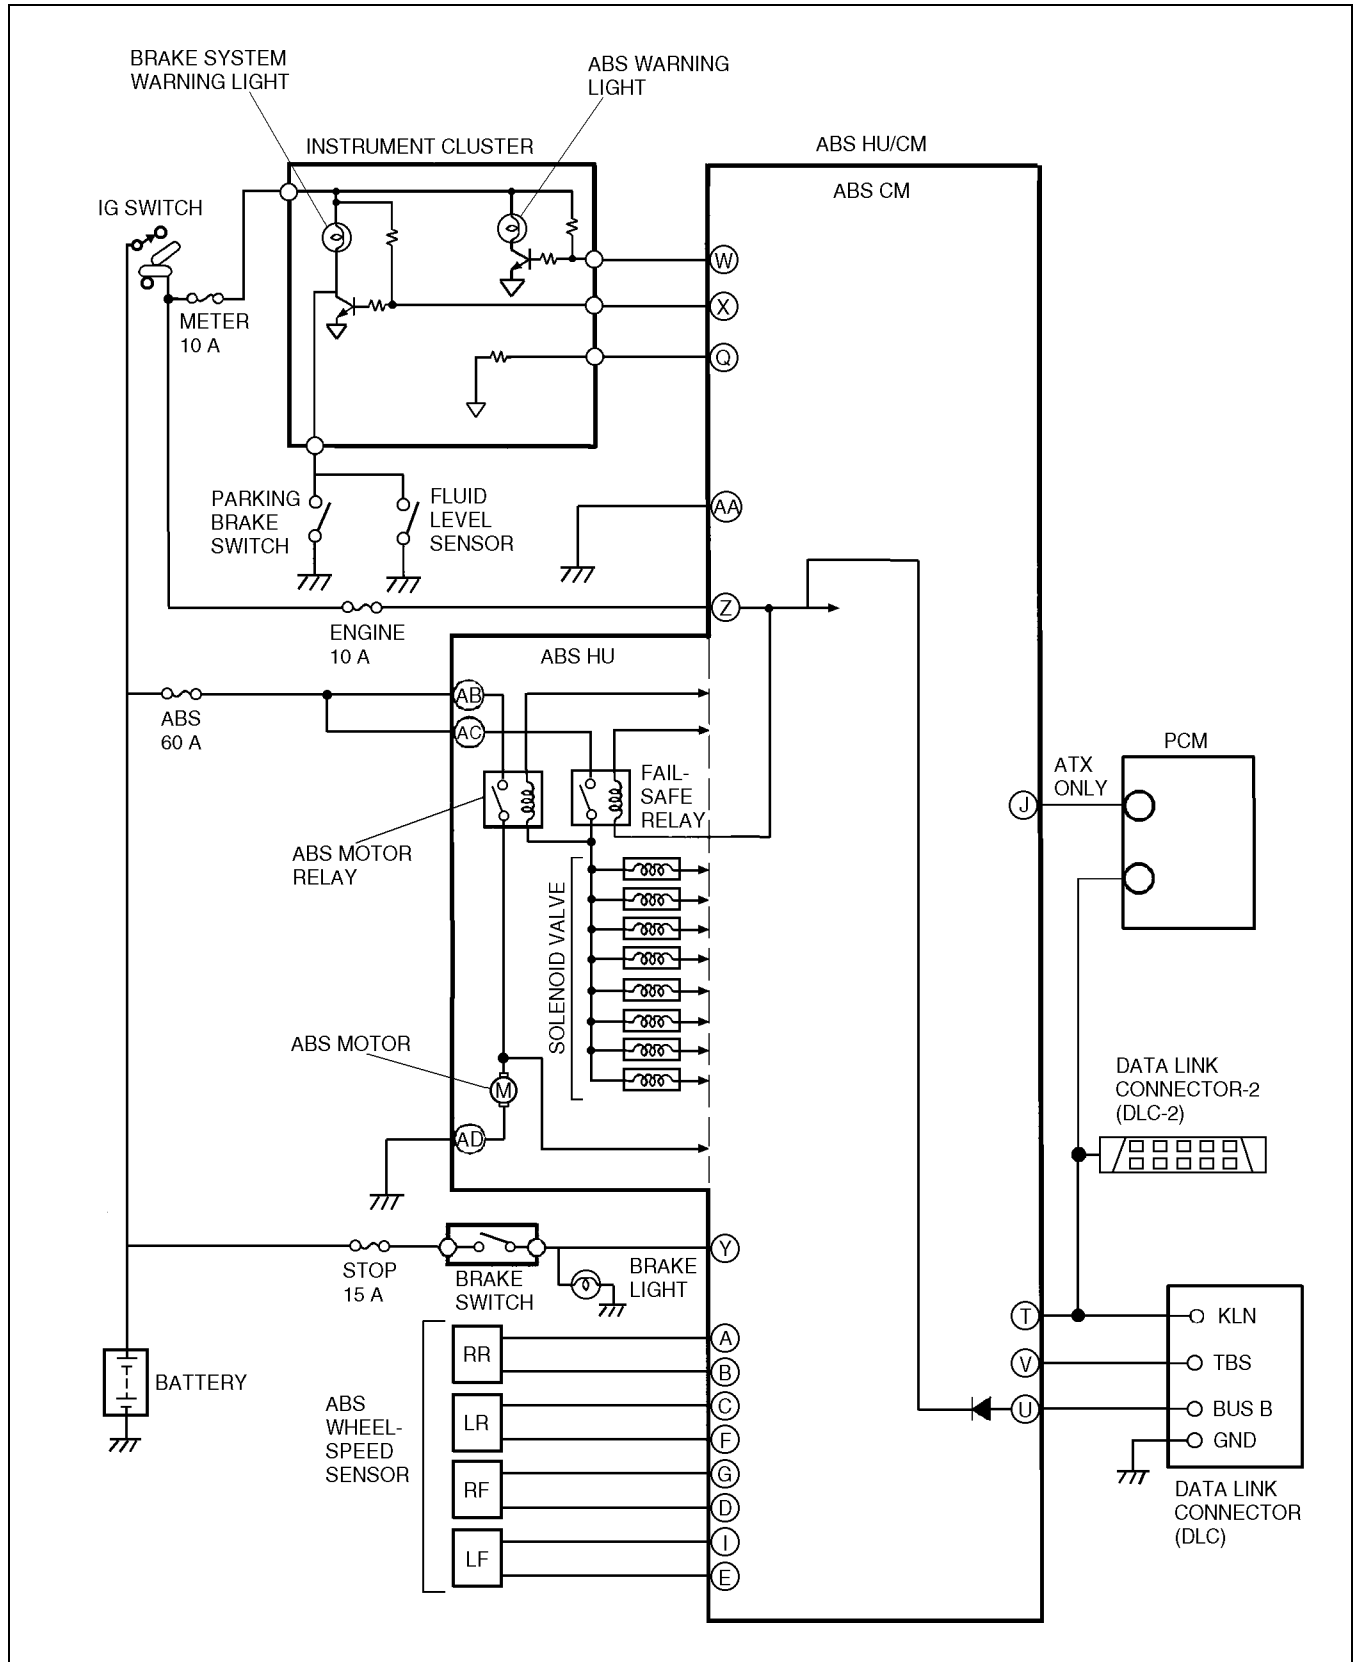 BRAKE SYSTEM
WARNING LIGHT
ABS WARNING
LIGHT
INSTRUMENT CLUSTER
ABS HU/CM
ABS CM
IG SWITCH
METER
10 A
W
X
Q
PARKING
BRAKE
SWITCH
FLUID
LEVEL
SENSOR
AA
Z
ENGINE
10 A
ABS HU
AB
AC
ABS
60 A
FAIL-
SAFE
RELAY
ABS MOTOR
RELAY
SOLENOID VALVE
ABS MOTOR
M
AD
PCM
ATX
ONLY
J
DATA LINK
CONNECTOR-2
(DLC-2)
STOP
15 A
BRAKE
SWITCH
BRAKE
LIGHT
Y
BATTERY
ABS
WHEEL-
SPEED
SENSOR
RR
A
B
LR
C
F
RF
G
D
LF
I
E
T
KLN
V
TBS
U
BUS B
GND
DATA LINK
CONNECTOR
(DLC)